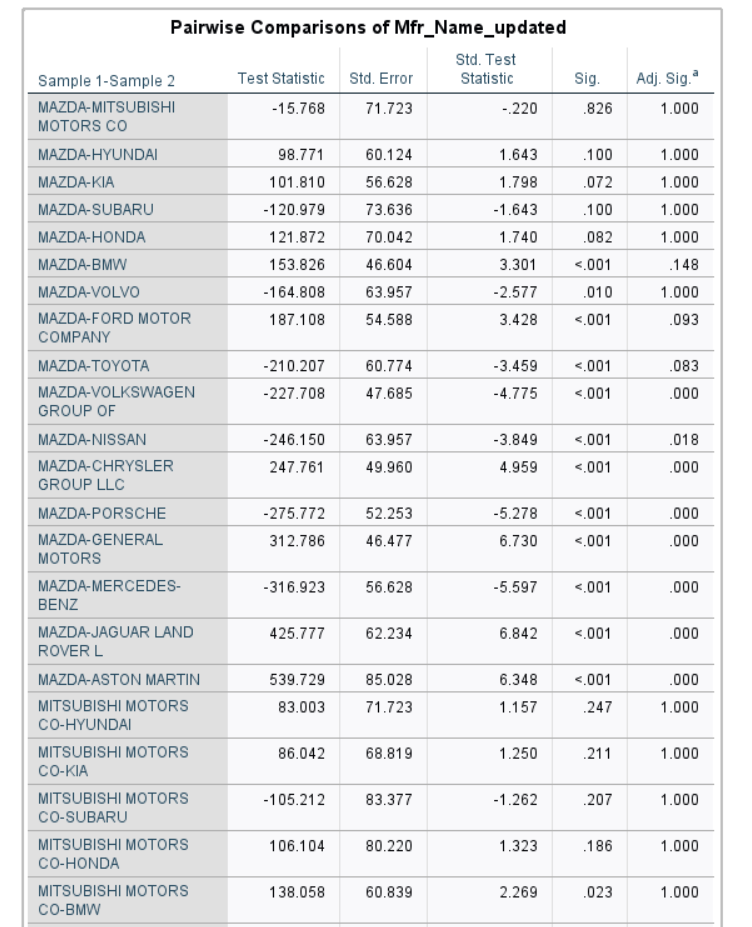 Pairwise Comparisons of Mfr_Name_updated
Sample 1-Sample 2 Test Statistic Std. Error Std. Test Statistic Sig. Adj. Sig.a
MAZDA-MITSUBISHI MOTORS CO -15.768 71.723 -.220 .826 1.000
MAZDA-HYUNDAI 98.771 60.124 1.643 .100 1.000
MAZDA-KIA 101.810 56.628 1.798 .072 1.000
MAZDA-SUBARU -120.979 73.636 -1.643 .100 1.000
MAZDA-HONDA 121.872 70.042 1.740 .082 1.000
MAZDA-BMW 153.826 46.604 3.301 <.001 .148
MAZDA-VOLVO -164.808 63.957 -2.577 .010 1.000
MAZDA-FORD MOTOR COMPANY 187.108 54.588 3.428 <.001 .093
MAZDA-TOYOTA -210.207 60.774 -3.459 <.001 .083
MAZDA-VOLKSWAGEN GROUP OF -227.708 47.685 -4.775 <.001 .000
MAZDA-NISSAN -246.150 63.957 -3.849 <.001 .018
MAZDA-CHRYSLER GROUP LLC 247.761 49.960 4.959 <.001 .000
MAZDA-PORSCHE -275.772 52.253 -5.278 <.001 .000
MAZDA-GENERAL MOTORS 312.786 46.477 6.730 <.001 .000
MAZDA-MERCEDES-BENZ -316.923 56.628 -5.597 <.001 .000
MAZDA-JAGUAR LAND ROVER L 425.777 62.234 6.842 <.001 .000
MAZDA-ASTON MARTIN 539.729 85.028 6.348 <.001 .000
MITSUBISHI MOTORS CO-HYUNDAI 83.003 71.723 1.157 .247 1.000
MITSUBISHI MOTORS CO-KIA 86.042 68.819 1.250 .211 1.000
MITSUBISHI MOTORS CO-SUBARU -105.212 83.377 -1.262 .207 1.000
MITSUBISHI MOTORS CO-HONDA 106.104 80.220 1.323 .186 1.000
MITSUBISHI MOTORS CO-BMW 138.058 60.839 2.269 .023 1.000